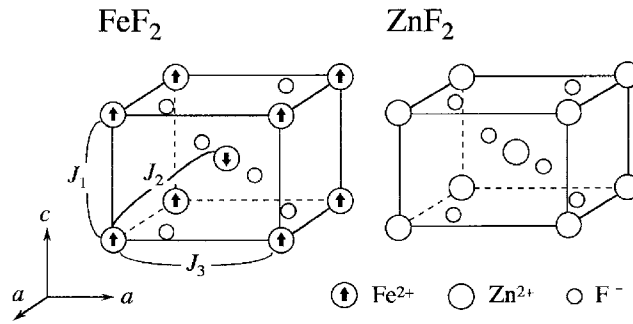 FeF₂ ZnF₂
J₁
J₂
J₃
c
a a
Fe²⁺ Zn²⁺ F⁻